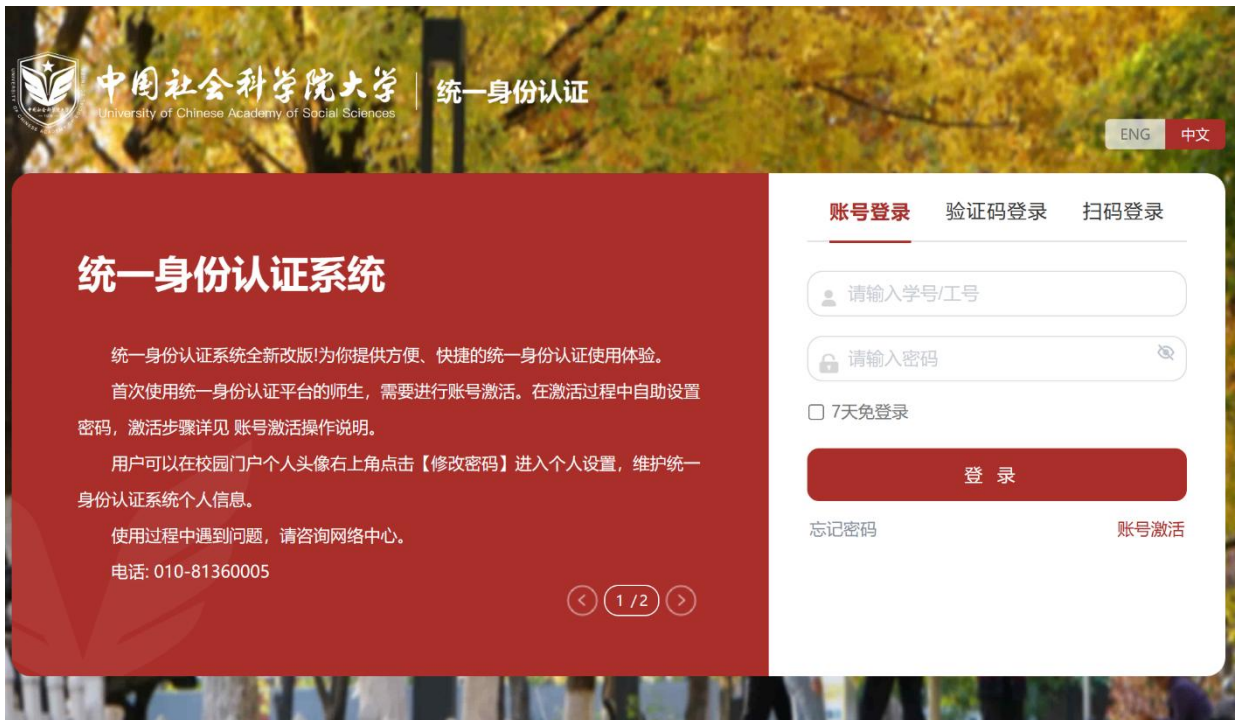 中国社会科学院大学
University of Chinese Academy of Social Sciences
统一身份认证
ENG 中文
统一身份认证系统
统一身份认证系统全新改版!为你提供方便、快捷的统一身份认证使用体验。
首次使用统一身份认证平台的师生，需要进行账号激活。在激活过程中自助设置
密码，激活步骤详见 账号激活操作说明。
用户可以在校园门户个人头像右上角点击【修改密码】进入个人设置，维护统一
身份认证系统个人信息。
使用过程中遇到问题，请咨询网络中心。
电话: 010-81360005
1 /2
账号登录 验证码登录 扫码登录
请输入学号/工号
请输入密码
7天免登录
登 录
忘记密码 账号激活